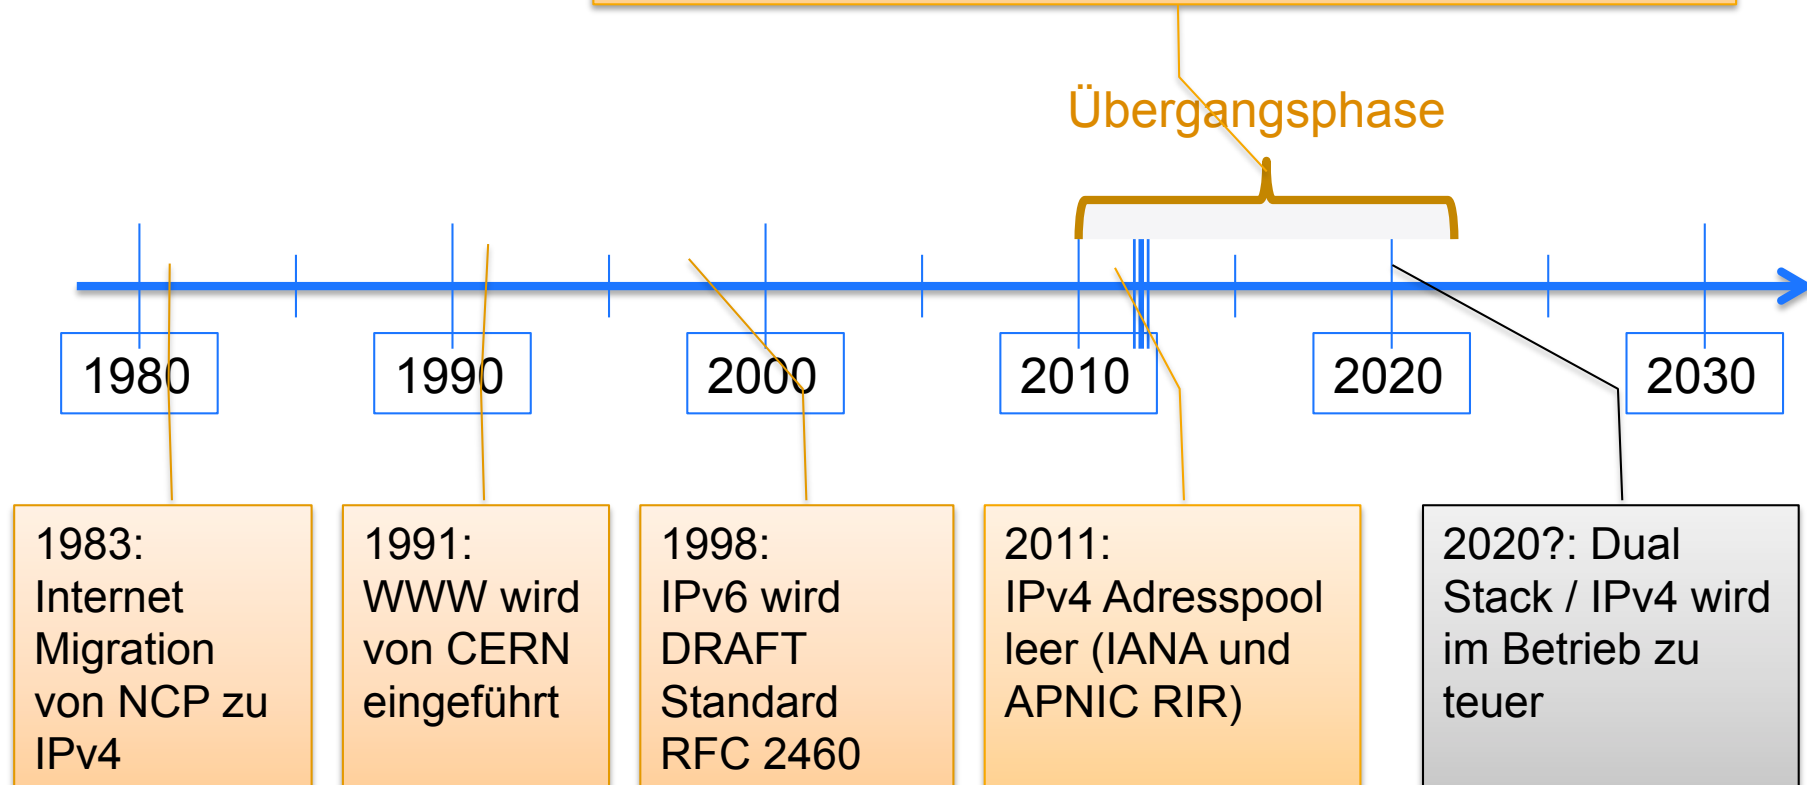 Übergangsphase
1980
1990
2000
2010
2020
2030
1983:
Internet
Migration
von NCP zu
IPv4
1991:
WWW wird
von CERN
eingeführt
1998:
IPv6 wird
DRAFT
Standard
RFC 2460
2011:
IPv4 Adresspool
leer (IANA und
APNIC RIR)
2020?: Dual
Stack / IPv4 wird
im Betrieb zu
teuer